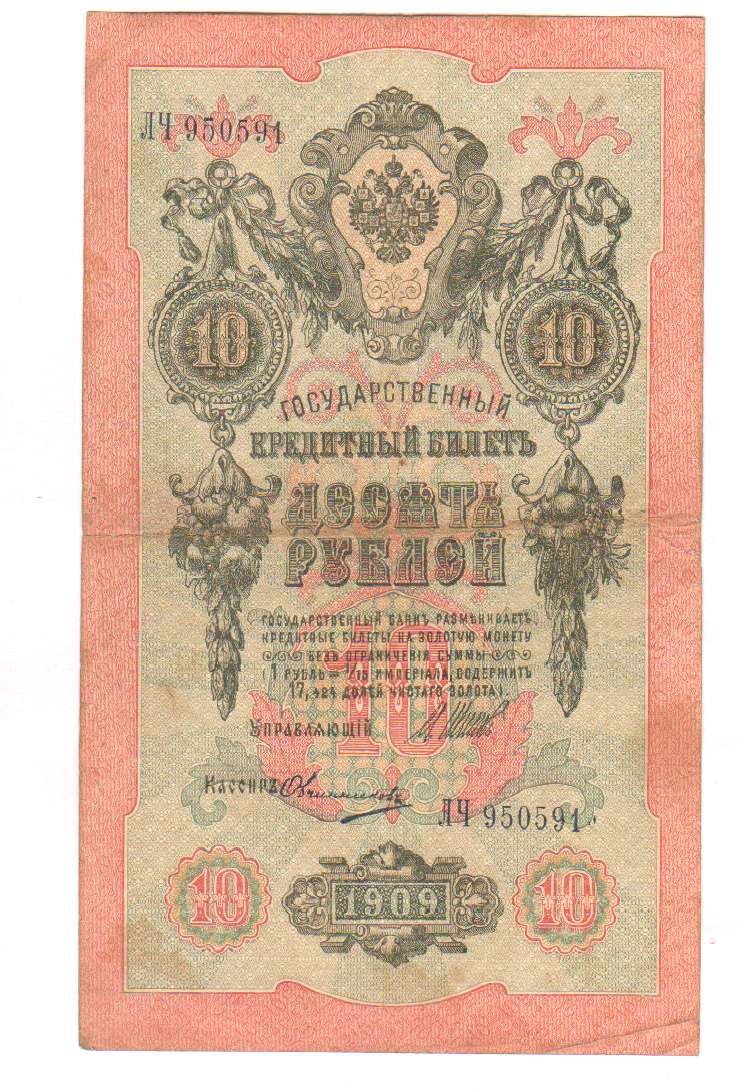 ЛЧ 950591
10 10
ГОСУДАРСТВЕННЫЙ
КРЕДИТНЫЙ БИЛЕТЪ
ДЕСЯТЬ
РУБЛЕЙ
ГОСУДАРСТВЕННЫЙ БАНКЪ РАЗМѢНИВАЕТЪ
КРЕДИТНЫЕ БИЛЕТЫ НА ЗОЛОТУЮ МОНЕТУ
БЕЗЪ ОГРАНИЧЕНІЯ СУММЫ
(1 РУБЛЬ = 1/15 ИМПЕРІАЛА, СОДЕРЖИТЪ
17,424 ДОЛЕЙ ЧИСТАГО ЗОЛОТА).
10
УПРАВЛЯЮЩІЙ
Кассиръ Овчинниковъ
ЛЧ 950591
10 1909 10